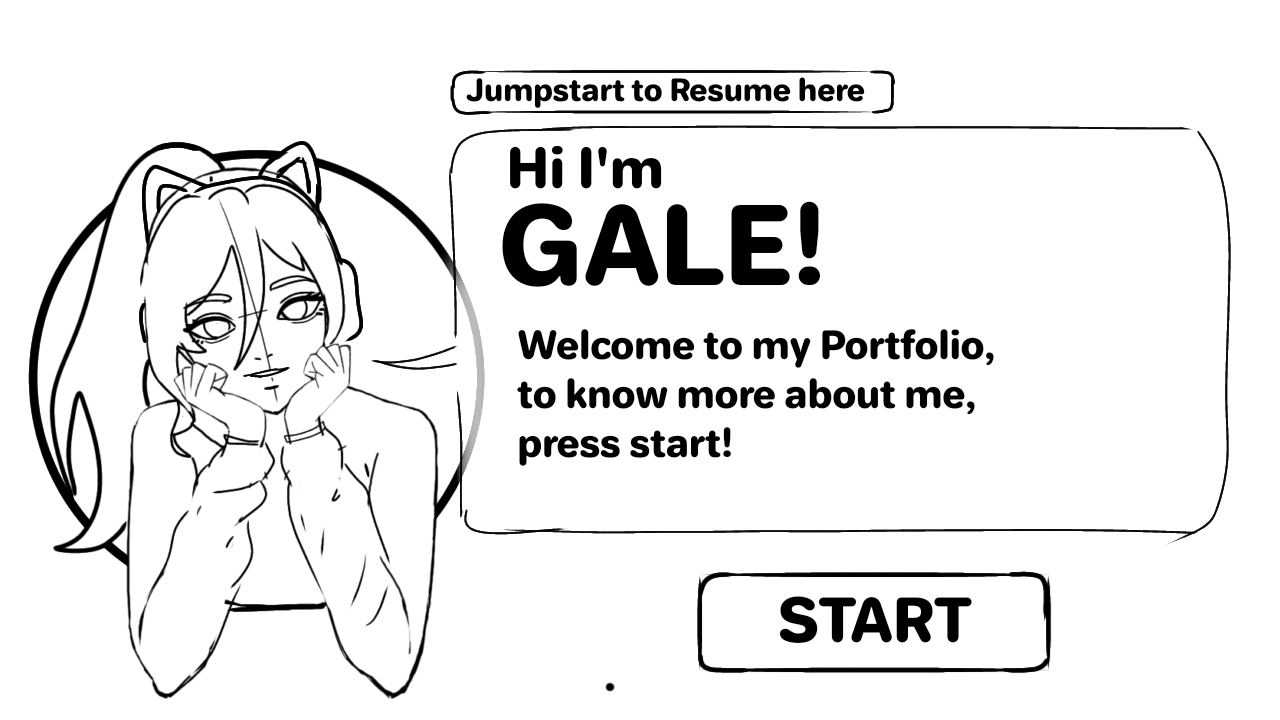 Jumpstart to Resume here
Hi I'm
GALE!
Welcome to my Portfolio,
to know more about me,
press start!
START